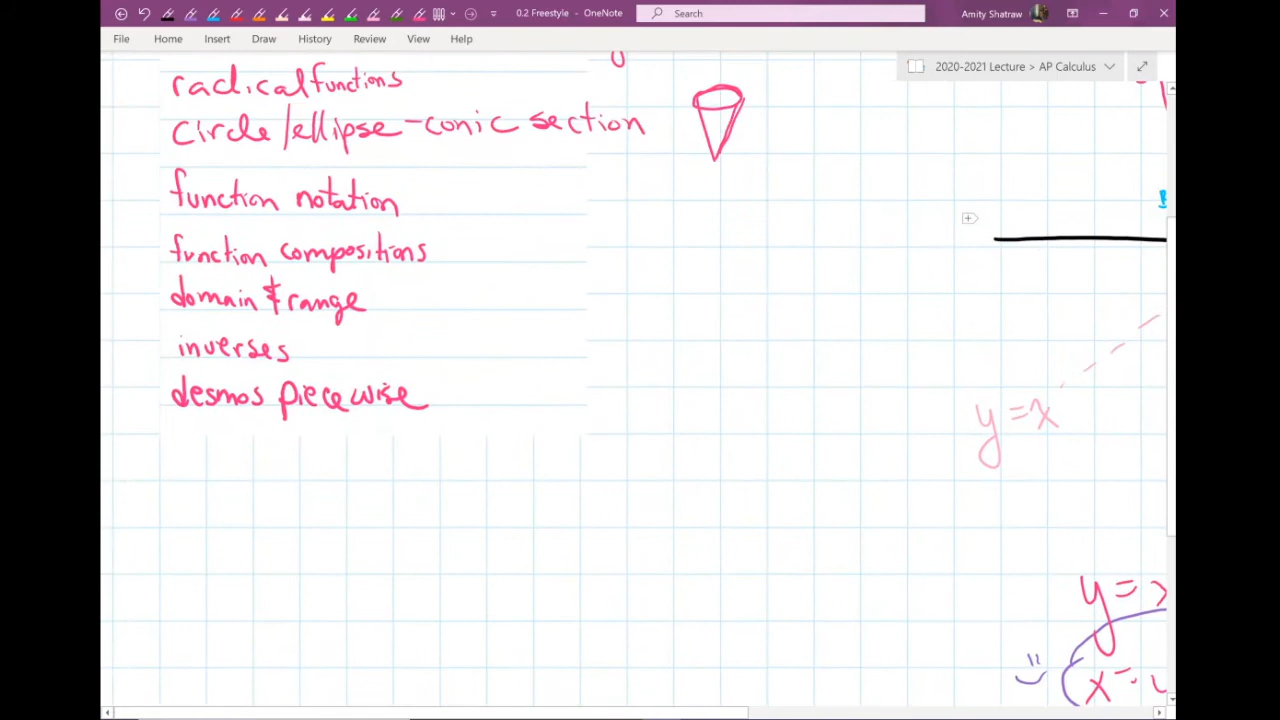 0.2 Freestyle - OneNote
Search
Amity Shatraw
File Home Insert Draw History Review View Help
2020-2021 Lecture > AP Calculus
radical functions
circle/ellipse - conic section
function notation
function compositions
domain & range
inverses
desmos piecewise
y = x
y =
x =